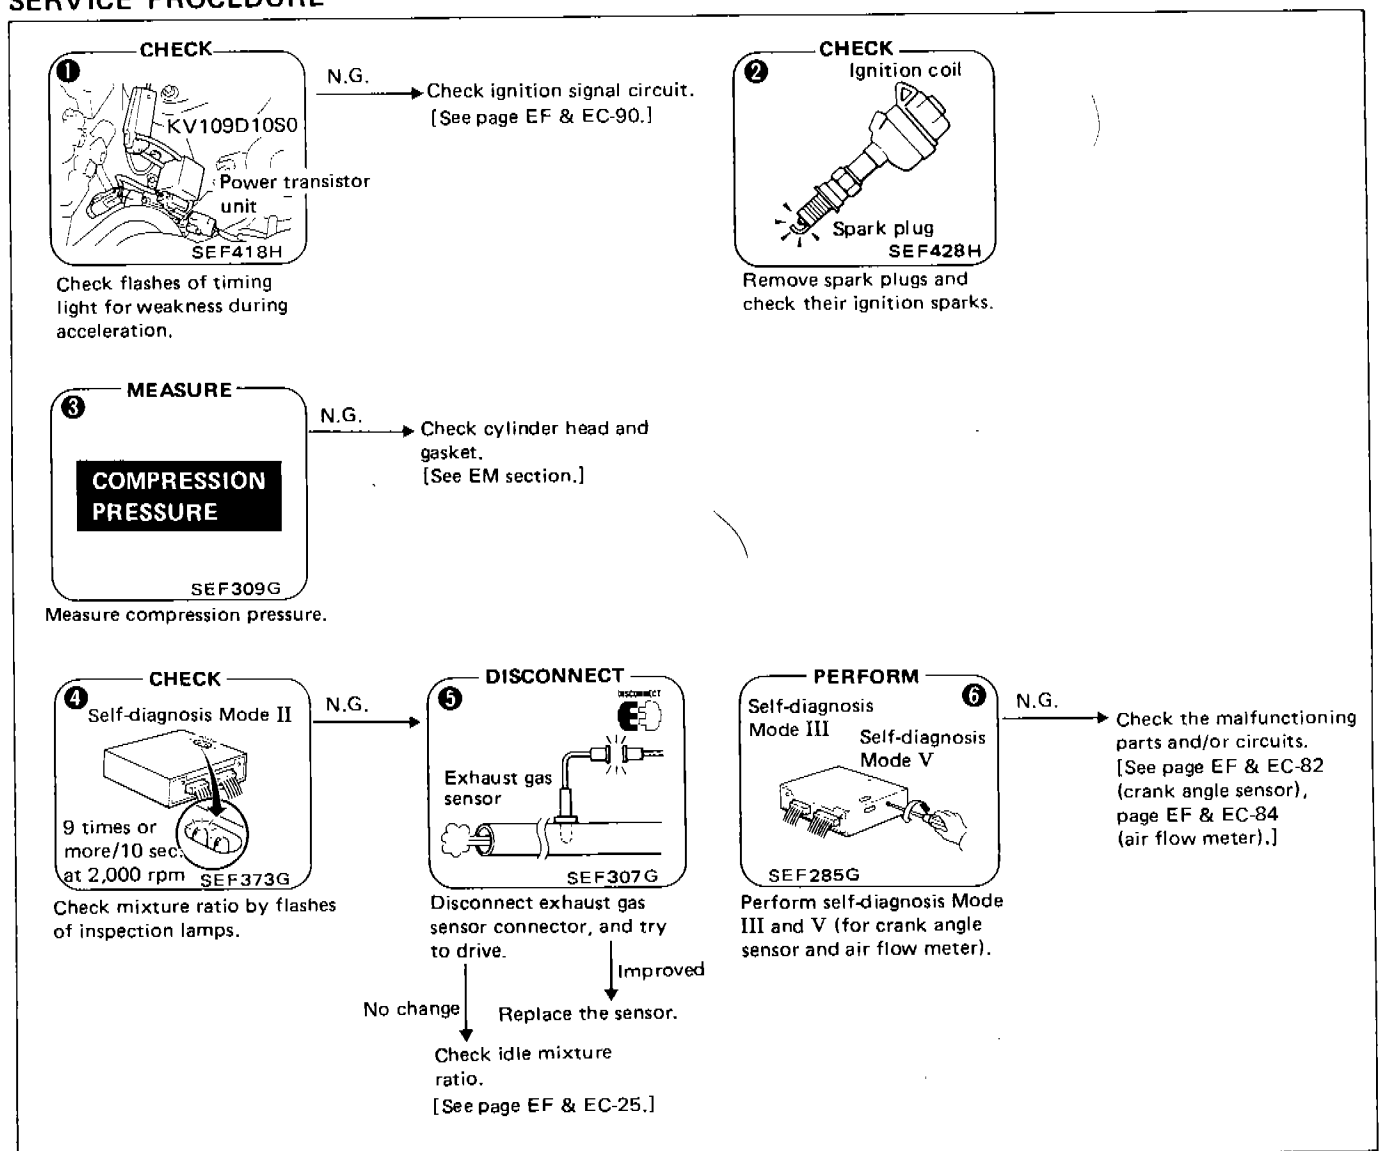 SERVICE PROCEDURE
CHECK
1
KV109D10S0
Power transistor
unit
SEF418H
Check flashes of timing
light for weakness during
acceleration.
N.G.
Check ignition signal circuit.
[See page EF & EC-90.]
CHECK
2
Ignition coil
Spark plug
SEF428H
Remove spark plugs and
check their ignition sparks.
MEASURE
3
COMPRESSION
PRESSURE
SEF309G
Measure compression pressure.
N.G.
Check cylinder head and
gasket.
[See EM section.]
CHECK
4
Self-diagnosis Mode II
9 times or
more/10 sec.
at 2,000 rpm
SEF373G
Check mixture ratio by flashes
of inspection lamps.
N.G.
DISCONNECT
5
DISCONNECT
Exhaust gas
sensor
SEF307G
Disconnect exhaust gas
sensor connector, and try
to drive.
Improved
No change
Replace the sensor.
Check idle mixture
ratio.
[See page EF & EC-25.]
PERFORM
6
Self-diagnosis
Mode III
Self-diagnosis
Mode V
SEF285G
Perform self-diagnosis Mode
III and V (for crank angle
sensor and air flow meter).
N.G.
Check the malfunctioning
parts and/or circuits.
[See page EF & EC-82
(crank angle sensor),
page EF & EC-84
(air flow meter).]